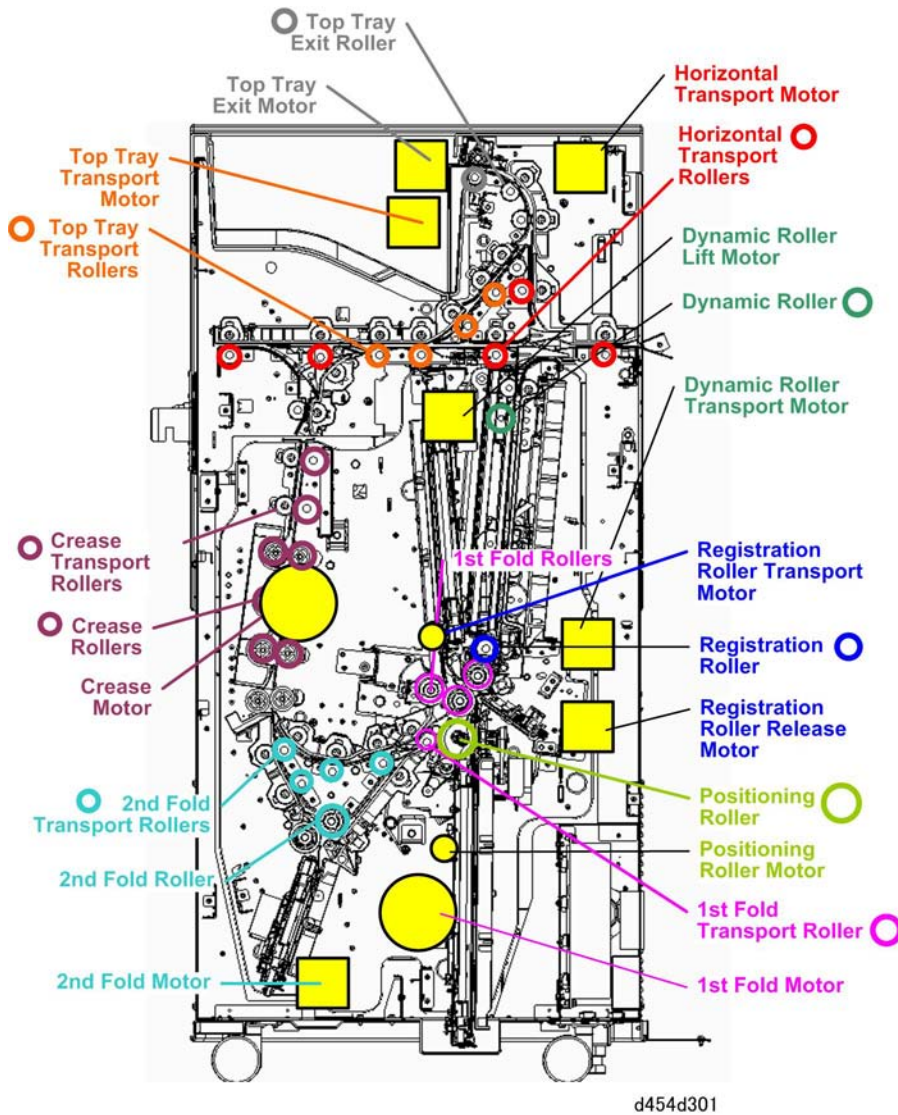 Top Tray
Exit Roller
Top Tray
Exit Motor
Horizontal
Transport Motor
Horizontal
Transport
Rollers
Top Tray
Transport
Motor
Top Tray
Transport
Rollers
Dynamic Roller
Lift Motor
Dynamic Roller
Dynamic Roller
Transport Motor
Crease
Transport
Rollers
1st Fold Rollers
Registration
Roller Transport
Motor
Crease
Rollers
Registration
Roller
Crease
Motor
Registration
Roller Release
Motor
2nd Fold
Transport Rollers
Positioning
Roller
Positioning
Roller Motor
2nd Fold Roller
1st Fold
Transport Roller
2nd Fold Motor
1st Fold Motor
d454d301